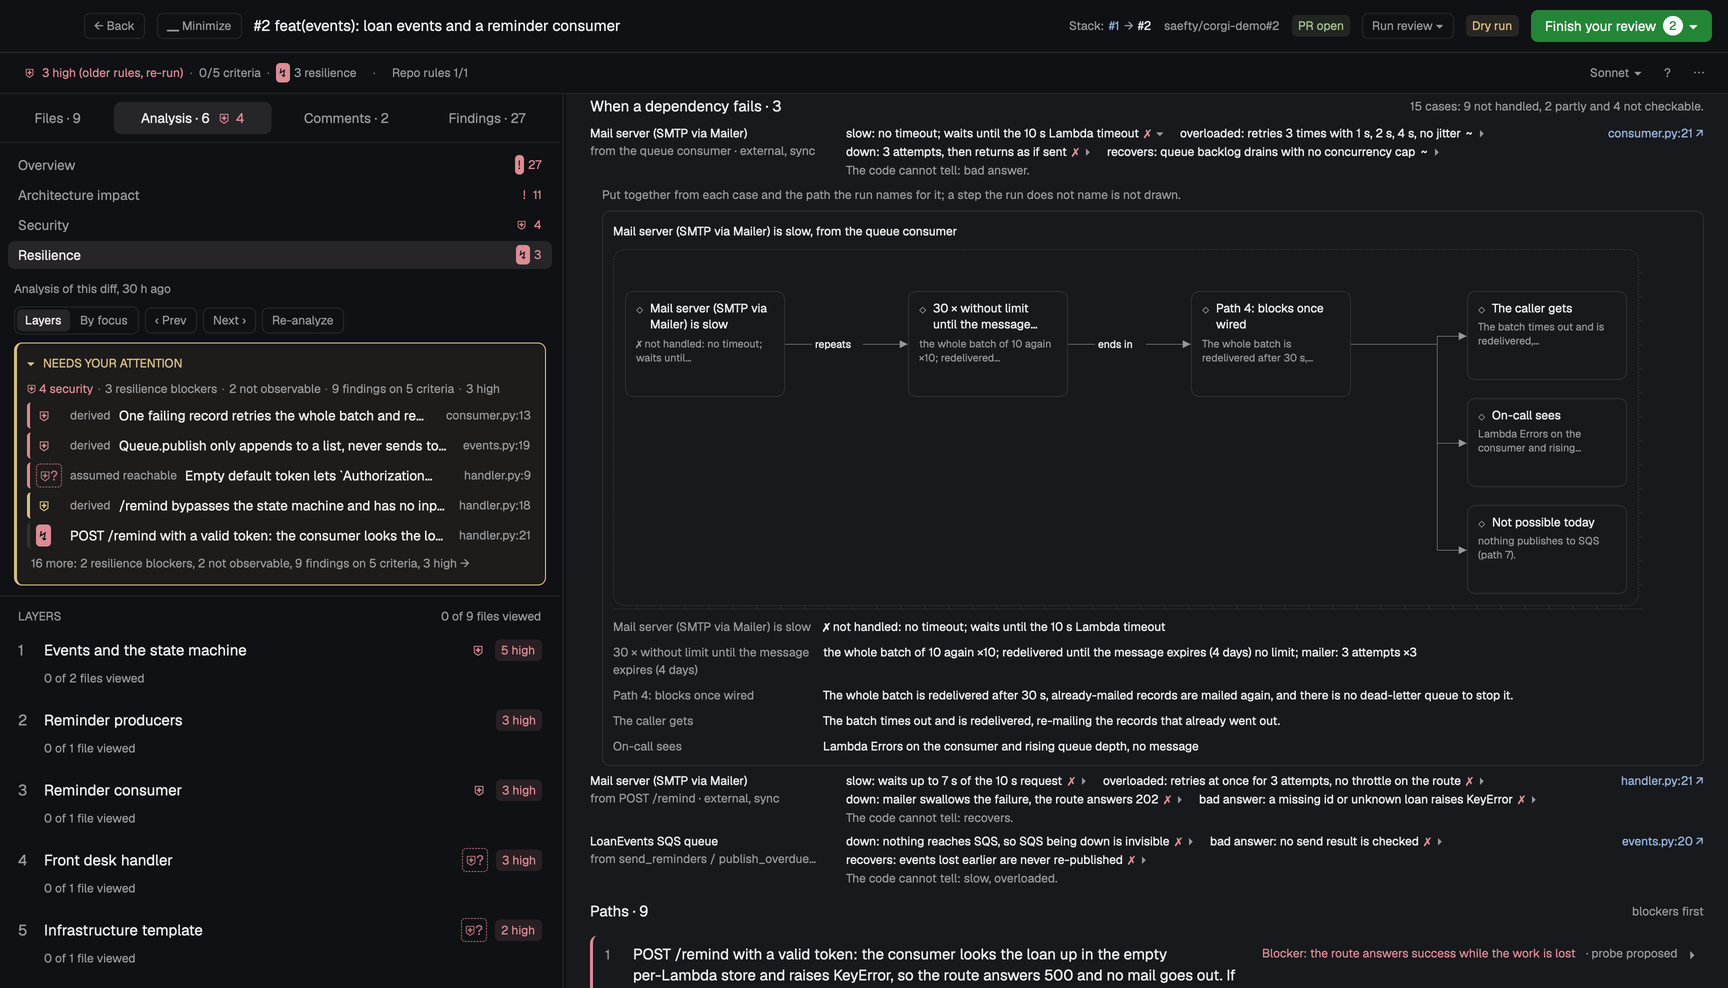 ← Back
Minimize
#2 feat(events): loan events and a reminder consumer
Stack: #1 → #2
saefty/corgi-demo#2
PR open
Run review
Dry run
Finish your review 2
3 high (older rules, re-run) · 0/5 criteria · 3 resilience · Repo rules 1/1
Sonnet
?
···
Files · 9
Analysis · 6 4
Comments · 2
Findings · 27
Overview ! 27
Architecture impact ! 11
Security 4
Resilience 3
Analysis of this diff, 30 h ago
Layers
By focus
‹ Prev
Next ›
Re-analyze
NEEDS YOUR ATTENTION
4 security · 3 resilience blockers · 2 not observable · 9 findings on 5 criteria · 3 high
derived One failing record retries the whole batch and re... consumer.py:13
derived Queue.publish only appends to a list, never sends to... events.py:19
? assumed reachable Empty default token lets `Authorization... handler.py:9
derived /remind bypasses the state machine and has no inp... handler.py:18
POST /remind with a valid token: the consumer looks the lo... handler.py:21
16 more: 2 resilience blockers, 2 not observable, 9 findings on 5 criteria, 3 high →
LAYERS
0 of 9 files viewed
1 Events and the state machine 5 high
0 of 2 files viewed
2 Reminder producers 3 high
0 of 1 file viewed
3 Reminder consumer 3 high
0 of 1 file viewed
4 Front desk handler ? 3 high
0 of 1 file viewed
5 Infrastructure template ? 2 high
0 of 1 file viewed
When a dependency fails · 3
15 cases: 9 not handled, 2 partly and 4 not checkable.
Mail server (SMTP via Mailer)
from the queue consumer · external, sync
slow: no timeout; waits until the 10 s Lambda timeout ✗ overloaded: retries 3 times with 1 s, 2 s, 4 s, no jitter ~
down: 3 attempts, then returns as if sent ✗ recovers: queue backlog drains with no concurrency cap ~
The code cannot tell: bad answer.
consumer.py:21 ↗
Put together from each case and the path the run names for it; a step the run does not name is not drawn.
Mail server (SMTP via Mailer) is slow, from the queue consumer
◇ Mail server (SMTP via
Mailer) is slow
✗ not handled: no timeout;
waits until...
repeats
◇ 30 × without limit
until the message...
the whole batch of 10 again
×10; redelivered...
ends in
◇ Path 4: blocks once
wired
The whole batch is
redelivered after 30 s,...
◇ The caller gets
The batch times out and is
redelivered,...
◇ On-call sees
Lambda Errors on the
consumer and rising...
◇ Not possible today
nothing publishes to SQS
(path 7).
Mail server (SMTP via Mailer) is slow ✗ not handled: no timeout; waits until the 10 s Lambda timeout
30 × without limit until the message
expires (4 days)
the whole batch of 10 again ×10; redelivered until the message expires (4 days) no limit; mailer: 3 attempts ×3
Path 4: blocks once wired The whole batch is redelivered after 30 s, already-mailed records are mailed again, and there is no dead-letter queue to stop it.
The caller gets The batch times out and is redelivered, re-mailing the records that already went out.
On-call sees Lambda Errors on the consumer and rising queue depth, no message
Mail server (SMTP via Mailer)
from POST /remind · external, sync
slow: waits up to 7 s of the 10 s request ✗ overloaded: retries at once for 3 attempts, no throttle on the route ✗
down: mailer swallows the failure, the route answers 202 ✗ bad answer: a missing id or unknown loan raises KeyError ✗
The code cannot tell: recovers.
handler.py:21 ↗
LoanEvents SQS queue
from send_reminders / publish_overdue...
down: nothing reaches SQS, so SQS being down is invisible ✗ bad answer: no send result is checked ✗
recovers: events lost earlier are never re-published ✗
The code cannot tell: slow, overloaded.
events.py:20 ↗
Paths · 9
blockers first
1 POST /remind with a valid token: the consumer looks the loan up in the empty
per-Lambda store and raises KeyError, so the route answers 500 and no mail goes out. If
Blocker: the route answers success while the work is lost · probe proposed